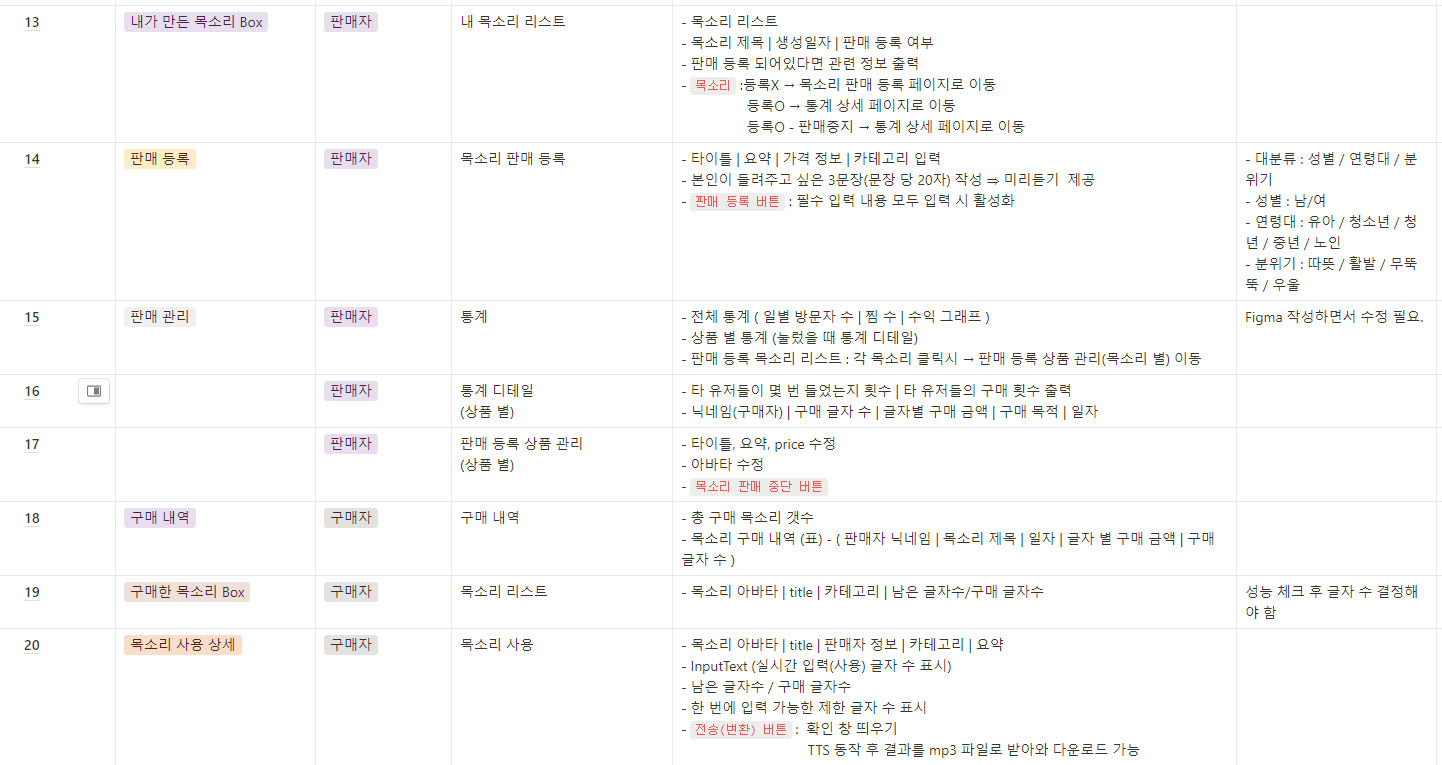 13 내가 만든 목소리 Box 판매자 내 목소리 리스트 - 목소리 리스트
- 목소리 제목 | 생성일자 | 판매 등록 여부
- 판매 등록 되어있다면 관련 정보 출력
- 목소리 :등록X → 목소리 판매 등록 페이지로 이동
등록O → 통계 상세 페이지로 이동
등록O - 판매중지 → 통계 상세 페이지로 이동
14 판매 등록 판매자 목소리 판매 등록 - 타이틀 | 요약 | 가격 정보 | 카테고리 입력
- 본인이 들려주고 싶은 3문장(문장 당 20자) 작성 ⇒ 미리듣기 제공
- 판매 등록 버튼 : 필수 입력 내용 모두 입력 시 활성화
- 대분류 : 성별 / 연령대 / 분
위기
- 성별 : 남/여
- 연령대 : 유아 / 청소년 / 청
년 / 중년 / 노인
- 분위기 : 따뜻 / 활발 / 무뚝
뚝 / 우울
15 판매 관리 판매자 통계 - 전체 통계 ( 일별 방문자 수 | 찜 수 | 수익 그래프 )
- 상품 별 통계 (눌렀을 때 통계 디테일)
- 판매 등록 목소리 리스트 : 각 목소리 클릭시 → 판매 등록 상품 관리(목소리 별) 이동
Figma 작성하면서 수정 필요.
16 판매자 통계 디테일
(상품 별)
- 타 유저들이 몇 번 들었는지 횟수 | 타 유저들의 구매 횟수 출력
- 닉네임(구매자) | 구매 글자 수 | 글자별 구매 금액 | 구매 목적 | 일자
17 판매자 판매 등록 상품 관리
(상품 별)
- 타이틀, 요약, price 수정
- 아바타 수정
- 목소리 판매 중단 버튼
18 구매 내역 구매자 구매 내역 - 총 구매 목소리 갯수
- 목소리 구매 내역 (표) - ( 판매자 닉네임 | 목소리 제목 | 일자 | 글자 별 구매 금액 | 구매
글자 수 )
19 구매한 목소리 Box 구매자 목소리 리스트 - 목소리 아바타 | title | 카테고리 | 남은 글자수/구매 글자수
성능 체크 후 글자 수 결정해
야 함
20 목소리 사용 상세 구매자 목소리 사용 - 목소리 아바타 | title | 판매자 정보 | 카테고리 | 요약
- InputText (실시간 입력(사용) 글자 수 표시)
- 남은 글자수 / 구매 글자수
- 한 번에 입력 가능한 제한 글자 수 표시
- 전송(변환) 버튼 : 확인 창 띄우기
TTS 동작 후 결과를 mp3 파일로 받아와 다운로드 가능